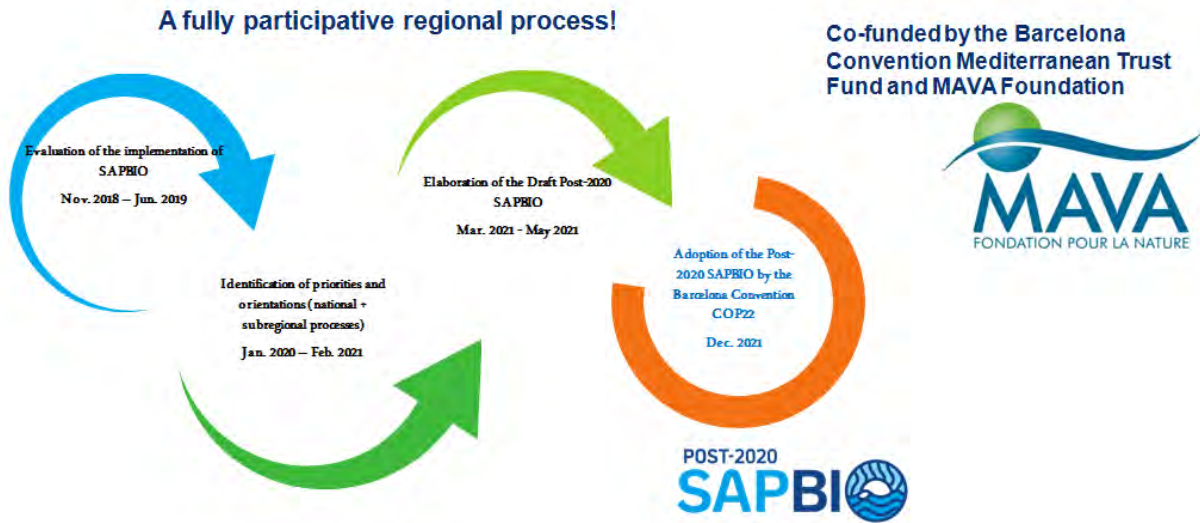 A fully participative regional process!
Co-funded by the Barcelona
Convention Mediterranean Trust
Fund and MAVA Foundation
MAVA
FONDATION POUR LA NATURE
Evaluation of the implementation of
SAPBIO
Nov. 2018 – Jun. 2019
Identification of priorities and
orientations (national +
subregional processes)
Jan. 2020 – Feb. 2021
Elaboration of the Draft Post-2020
SAPBIO
Mar. 2021 - May 2021
Adoption of the Post-
2020 SAPBIO by the
Barcelona Convention
COP22
Dec. 2021
POST-2020
SAPBIO